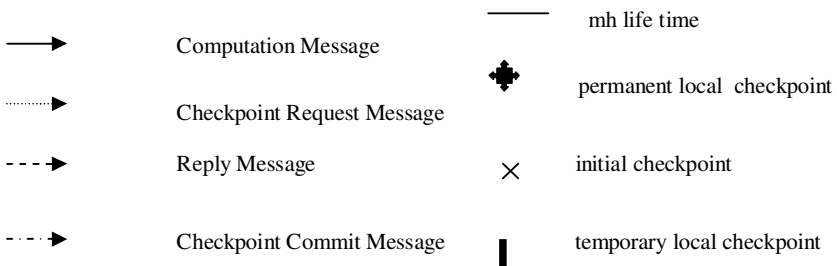 Computation Message
mh life time
Checkpoint Request Message
permanent local checkpoint
Reply Message
initial checkpoint
Checkpoint Commit Message
temporary local checkpoint